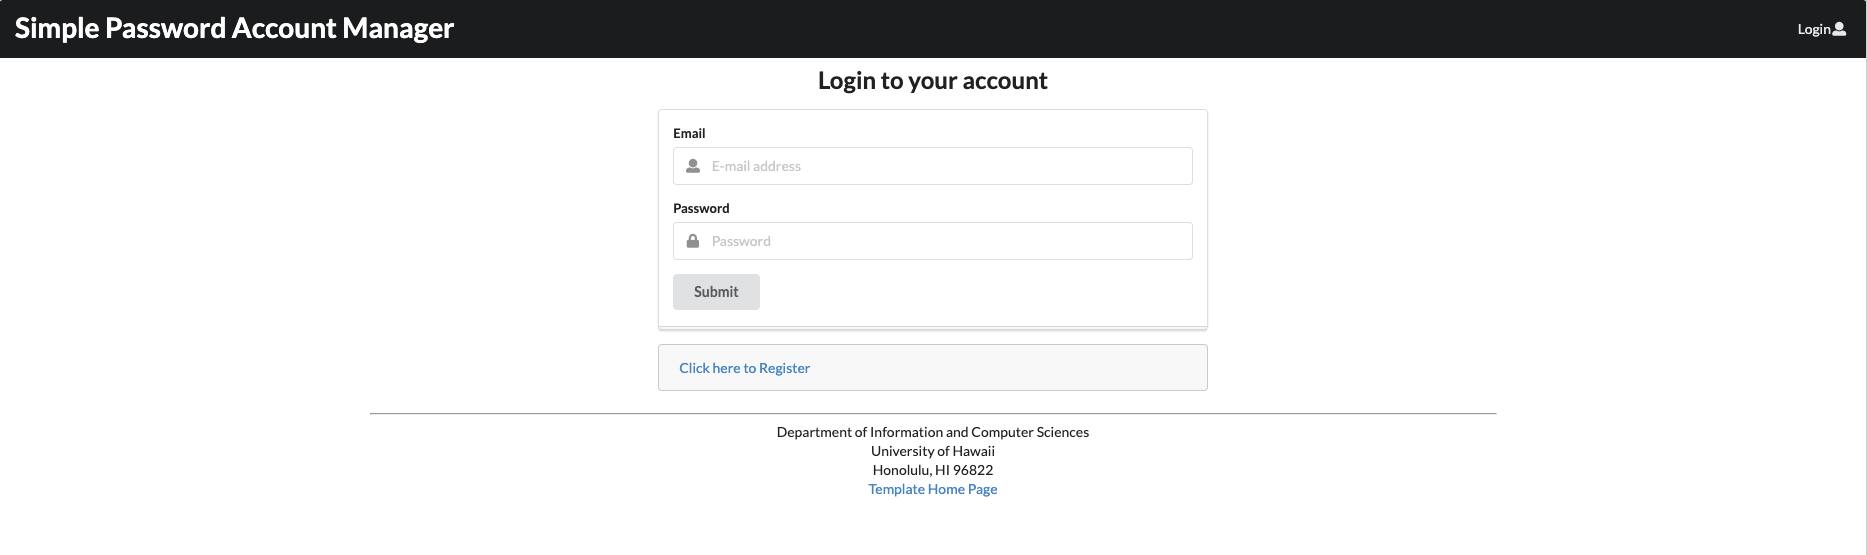 Simple Password Account Manager
Login
Login to your account
Email
E-mail address
Password
Password
Submit
Click here to Register
Department of Information and Computer Sciences
University of Hawaii
Honolulu, HI 96822
Template Home Page